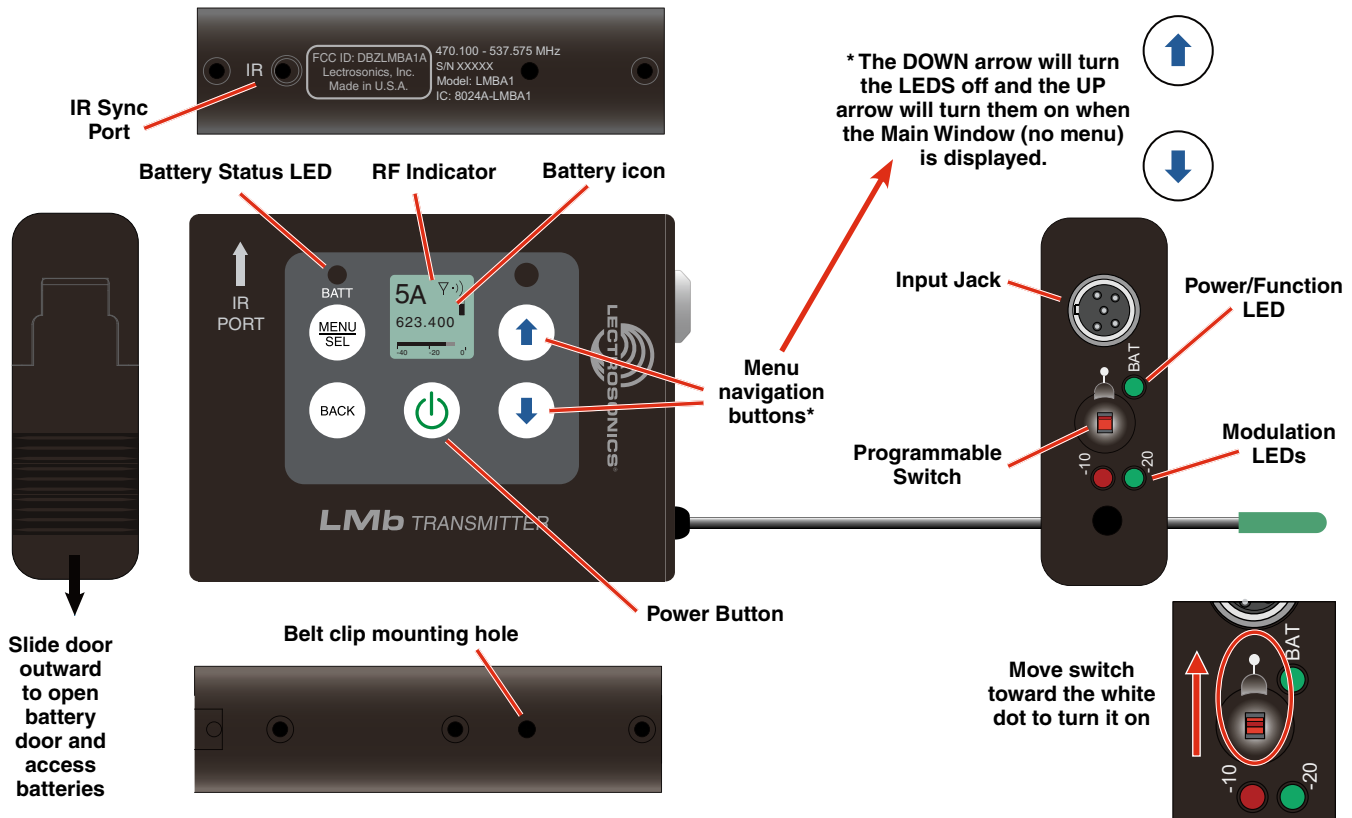 FCC ID: DBZLMBA1A
Lectrosonics, Inc.
Made in U.S.A.
470.100 - 537.575 MHz
S/N XXXXX
Model: LMBA1
IC: 8024A-LMBA1
IR
IR Sync
Port
* The DOWN arrow will turn
the LEDS off and the UP
arrow will turn them on when
the Main Window (no menu)
is displayed.
Battery Status LED
RF Indicator
Battery icon
IR
PORT
BATT
MENU
SEL
BACK
5A
623.400
-40 -20 0
LECTROSONICS®
LMb TRANSMITTER
Menu
navigation
buttons*
Power Button
Input Jack
Power/Function
LED
BAT
Programmable
Switch
-10
-20
Modulation
LEDs
Slide door
outward
to open
battery
door and
access
batteries
Belt clip mounting hole
Move switch
toward the white
dot to turn it on
BAT
-10
-20